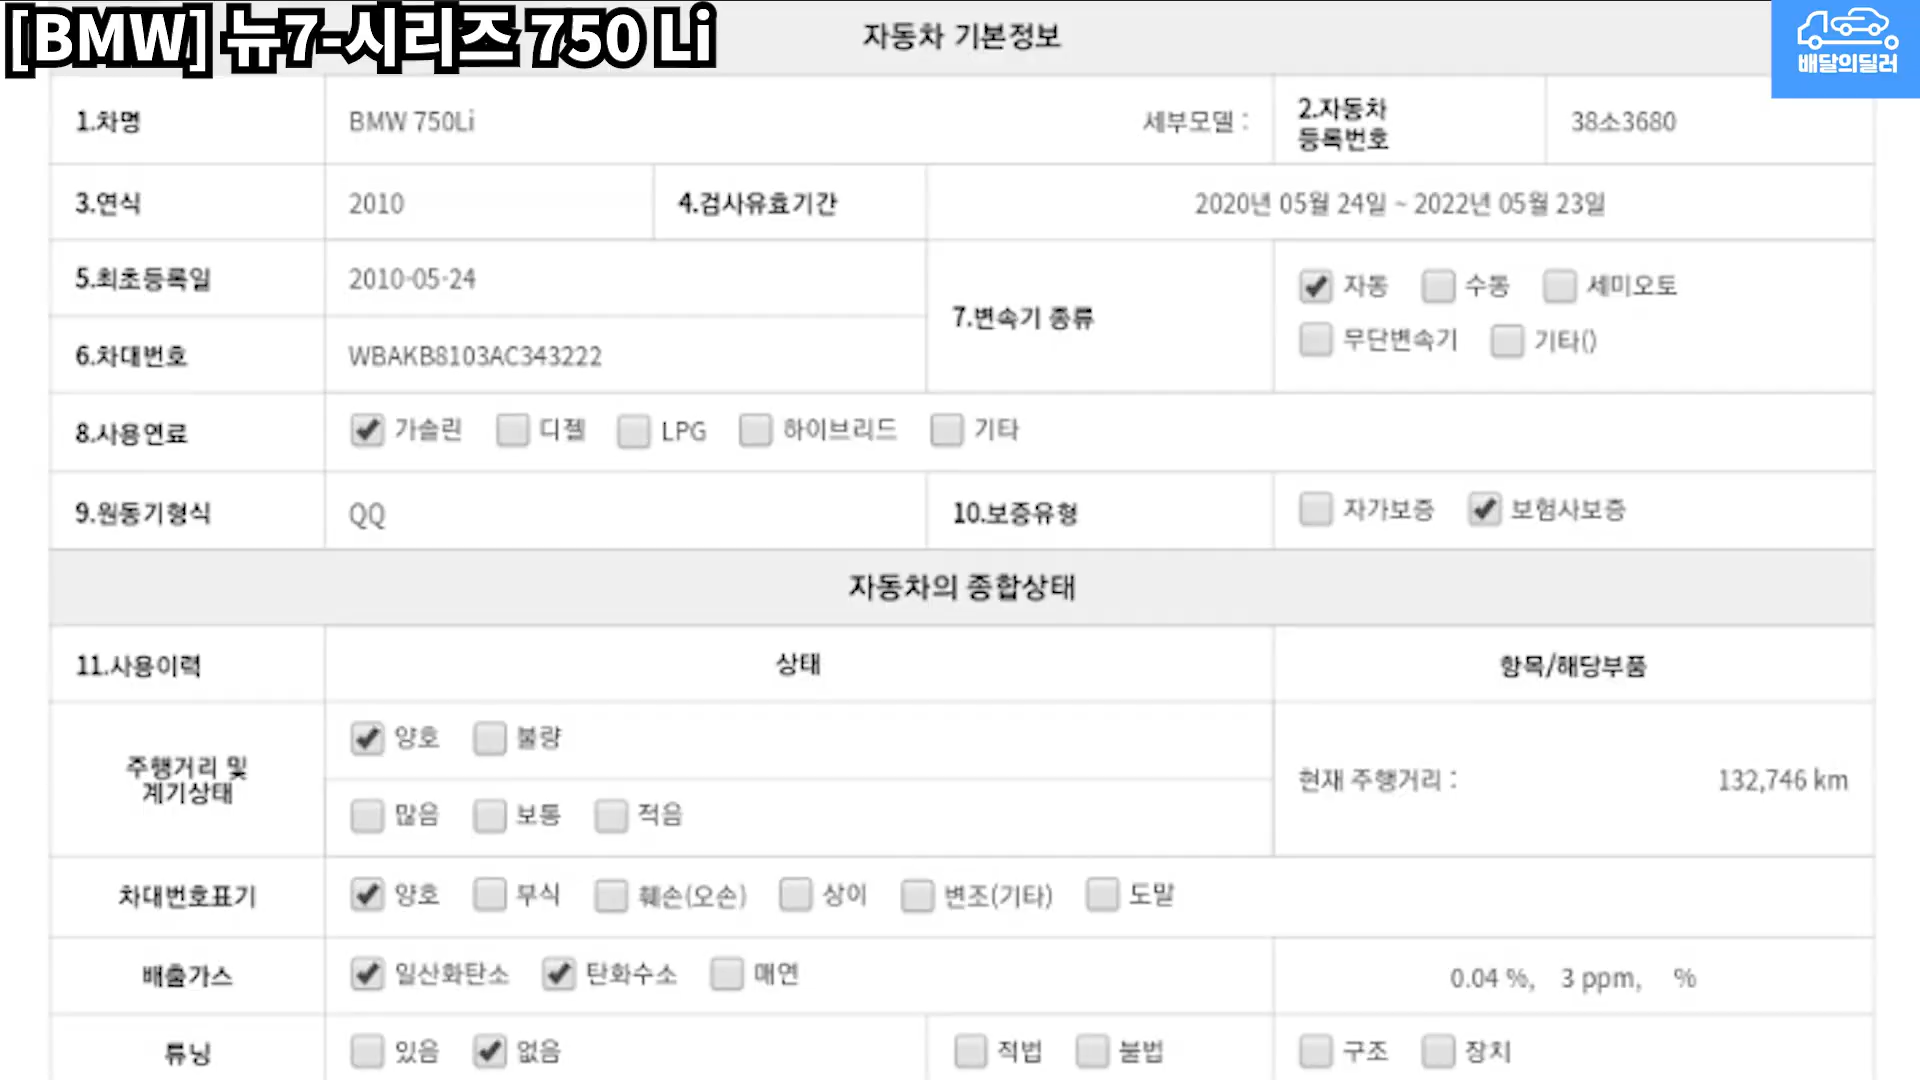 [BMW] 뉴7-시리즈 750 Li
자동차 기본정보
배달의딜러
1.차명
BMW 750Li
세부모델 :
2.자동차
등록번호
38소3680
3.연식
2010
4.검사유효기간
2020년 05월 24일 ~ 2022년 05월 23일
5.최초등록일
2010-05-24
7.변속기 종류
자동 수동 세미오토
무단변속기 기타()
6.차대번호
WBAKB8103AC343222
8.사용연료
가솔린 디젤 LPG 하이브리드 기타
9.원동기형식
QQ
10.보증유형
자가보증 보험사보증
자동차의 종합상태
11.사용이력
상태
항목/해당부품
주행거리 및
계기상태
양호 불량
많음 보통 적음
현재 주행거리 :
132,746 km
차대번호표기
양호 부식 훼손(오손) 상이 변조(기타) 도말
배출가스
일산화탄소 탄화수소 매연
0.04 %, 3 ppm, %
튜닝
있음 없음
적법 불법
구조 장치